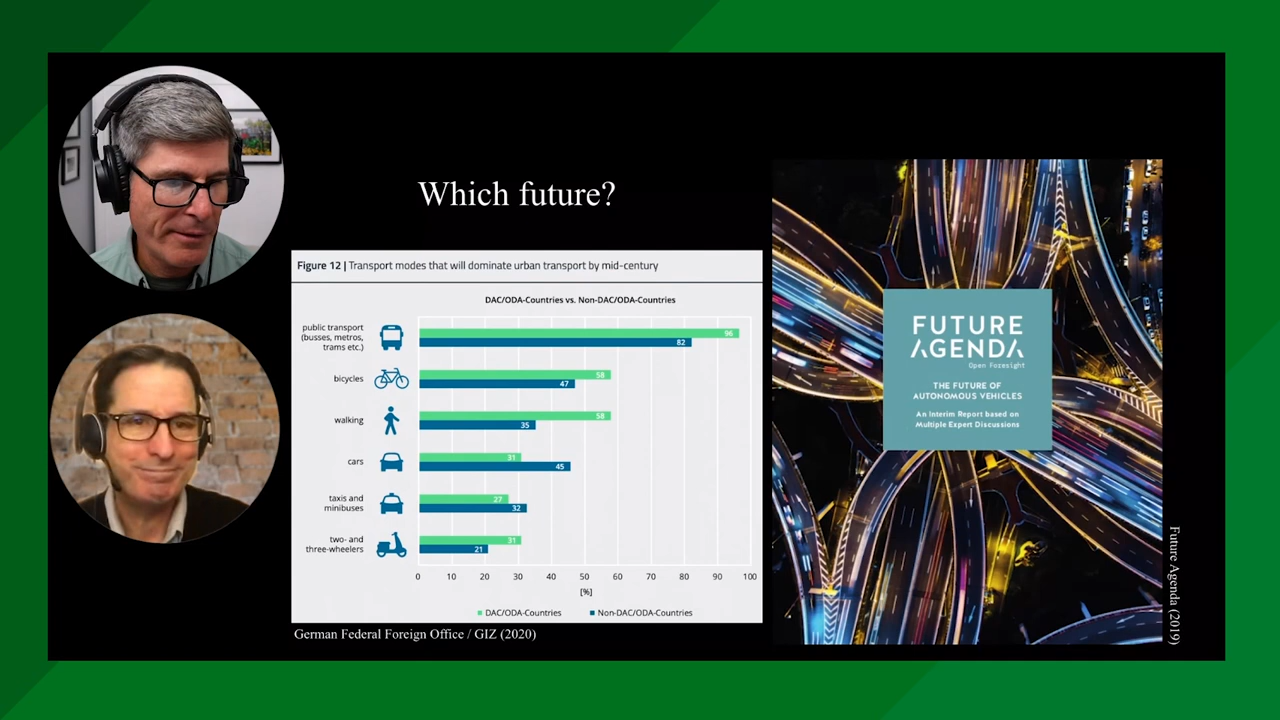 Which future?
Figure 12 | Transport modes that will dominate urban transport by mid-century
DAC/ODA-Countries vs. Non-DAC/ODA-Countries
public transport
(busses, metros,
trams etc.)
96
82
bicycles
58
47
walking
58
35
cars
31
45
taxis and
minibuses
27
32
two- and
three-wheelers
31
21
0 10 20 30 40 50 60 70 80 90 100
[%]
DAC/ODA-Countries Non-DAC/ODA-Countries
German Federal Foreign Office / GIZ (2020)
FUTURE
AGENDA
Open Foresight
THE FUTURE OF
AUTONOMOUS VEHICLES
An Interim Report based on
Multiple Expert Discussions
Future Agenda (2019)